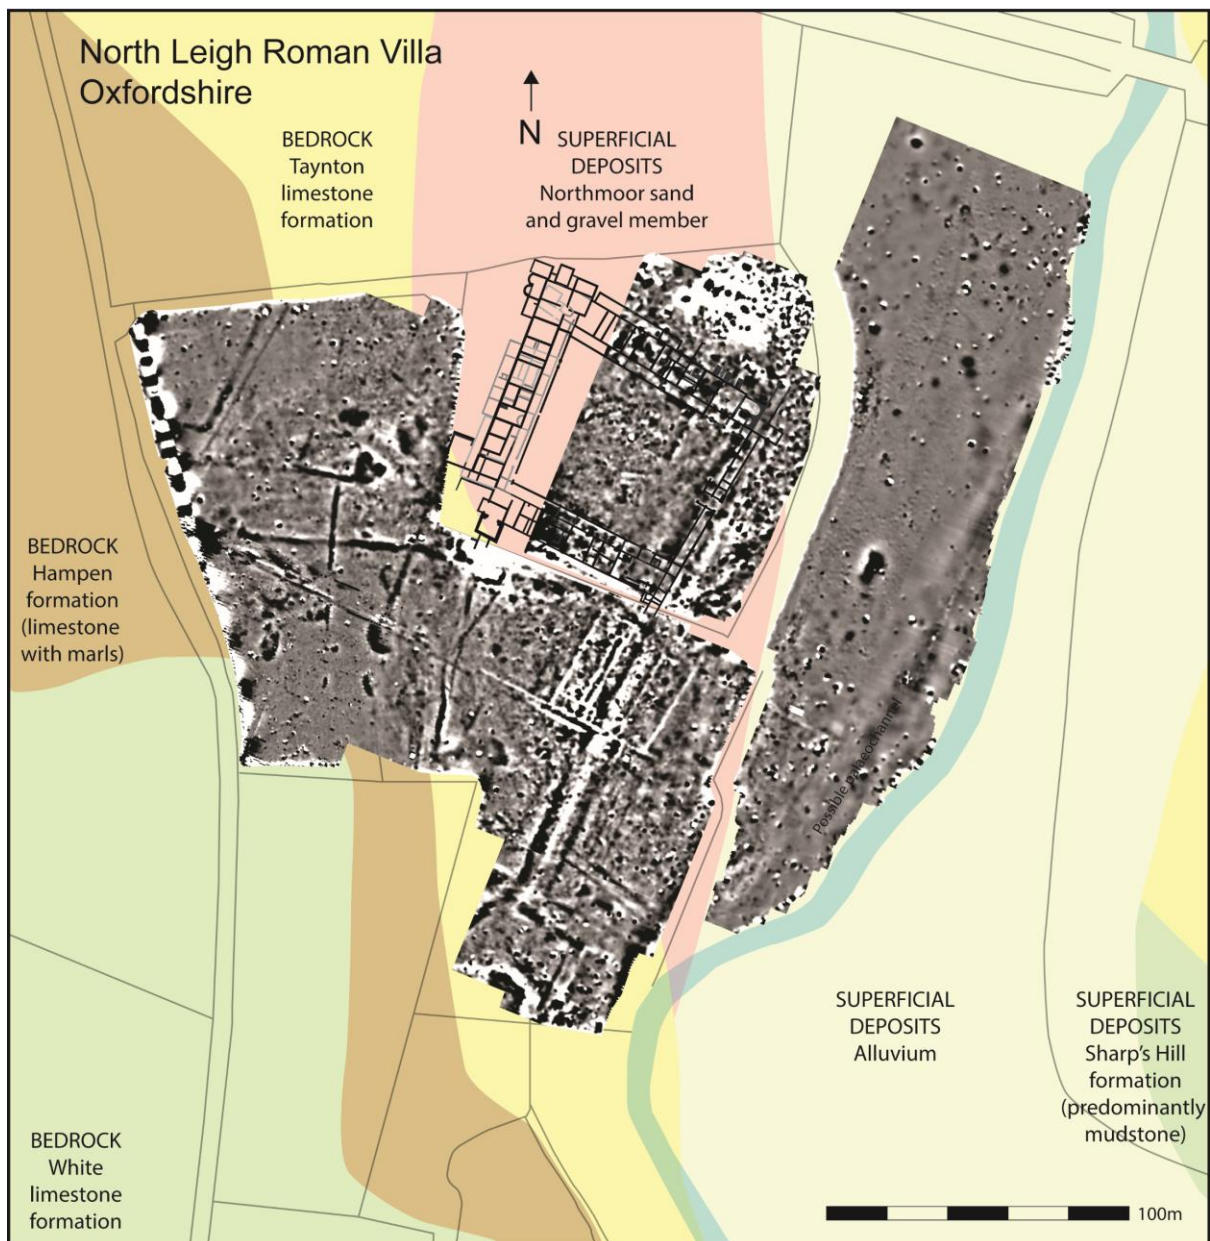 North Leigh Roman Villa
Oxfordshire
N
BEDROCK
Taynton
limestone
formation
SUPERFICIAL
DEPOSITS
Northmoor sand
and gravel member
BEDROCK
Hampen
formation
(limestone
with marls)
Possible Palaeochannel
SUPERFICIAL
DEPOSITS
Alluvium
SUPERFICIAL
DEPOSITS
Sharp's Hill
formation
(predominantly
mudstone)
BEDROCK
White
limestone
formation
100m